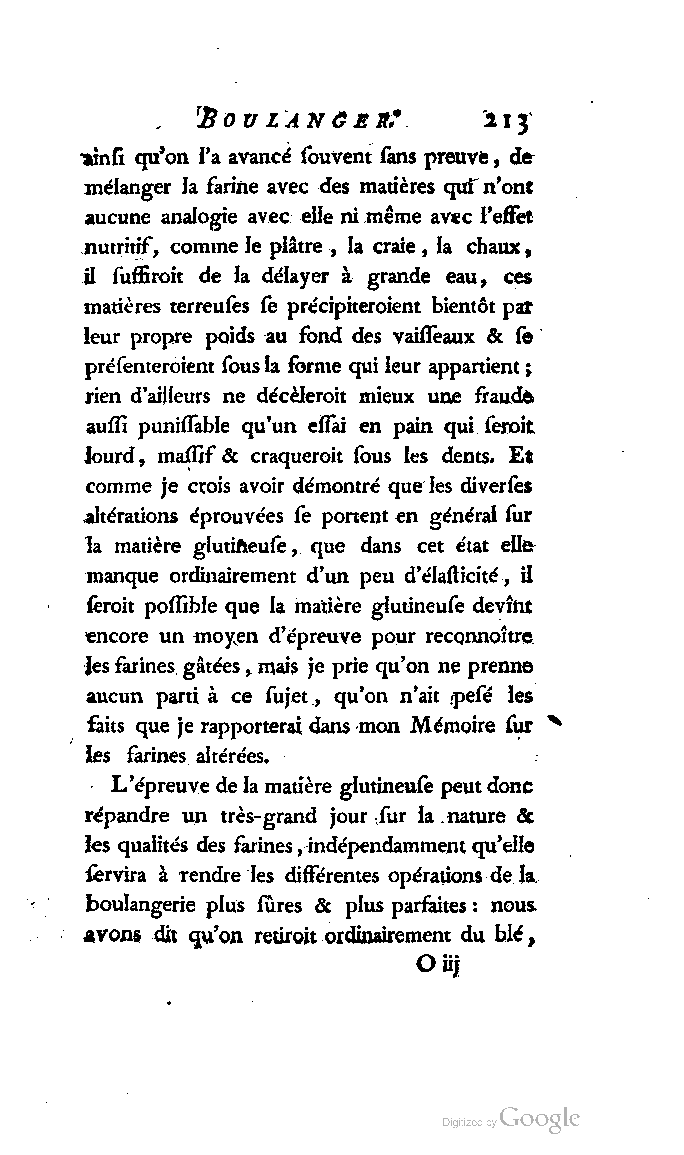 BOULANGER. 213
ainſi qu'on l'a avancé ſouvent ſans preuve, de
mélanger la farine avec des matières qui n'ont
aucune analogie avec elle ni même avec l'effet
nutritif, comme le plâtre, la craie, la chaux,
il ſuffiroit de la délayer à grande eau, ces
matières terreuſes ſe précipiteroient bientôt par
leur propre poids au fond des vaiſſeaux & ſe
préſenteroient ſous la forme qui leur appartient ;
rien d'ailleurs ne décèleroit mieux une fraude
auſſi puniſſable qu'un eſſai en pain qui ſeroit
lourd, maſſif & craqueroit ſous les dents. Et
comme je crois avoir démontré que les diverſes
altérations éprouvées ſe portent en général ſur
la matière glutineuſe, que dans cet état elle
manque ordinairement d'un peu d'élaſticité, il
ſeroit poſſible que la matière glutineuſe devînt
encore un moyen d'épreuve pour reconnoître
les farines gâtées, mais je prie qu'on ne prenne
aucun parti à ce ſujet, qu'on n'ait peſé les
faits que je rapporterai dans mon Mémoire ſur
les farines altérées.
L'épreuve de la matière glutineuſe peut donc
répandre un très-grand jour ſur la nature &
les qualités des farines, indépendamment qu'elle
ſervira à rendre les différentes opérations de la
boulangerie plus ſûres & plus parfaites : nous
avons dit qu'on retiroit ordinairement du blé,
O iij
Digitized by Google